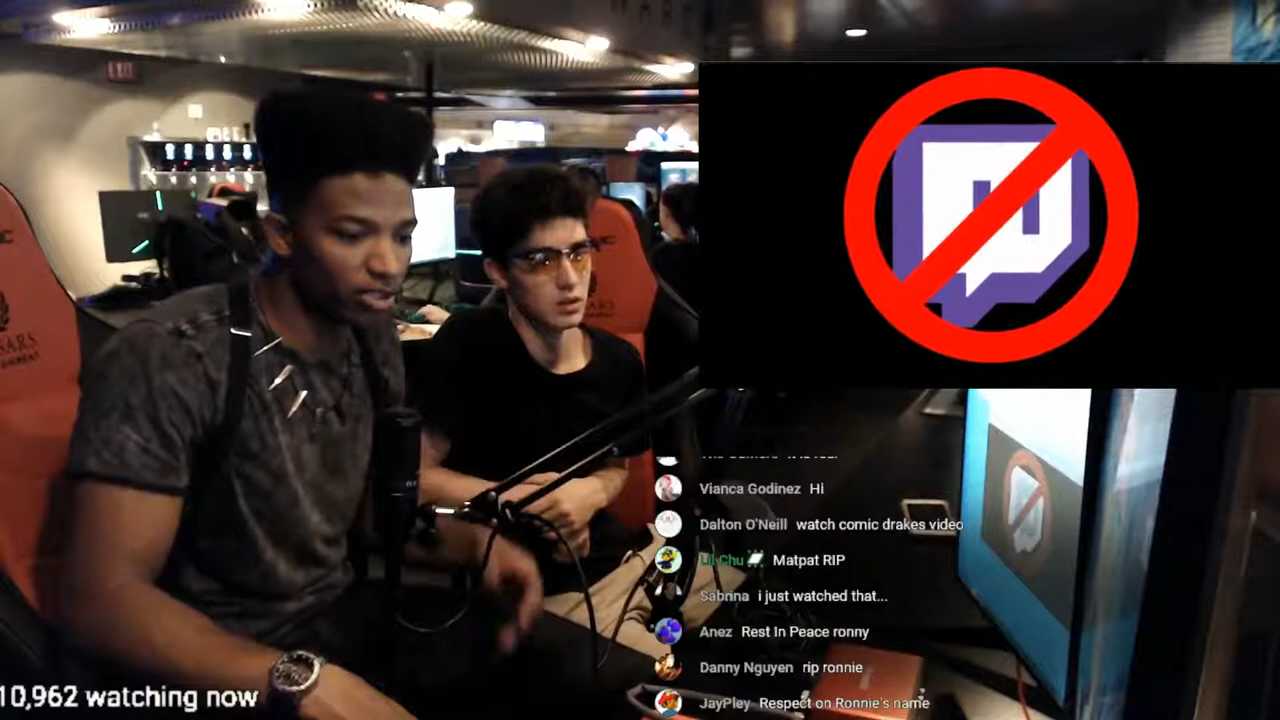 EXIT
Vianca Godinez Hi
Dalton O'Neill watch comic drakes video
Lil Chu Matpat RIP
Sabrina i just watched that...
Anez Rest In Peace ronny
Danny Nguyen rip ronnie
JayPley Respect on Ronnie's name
10,962 watching now